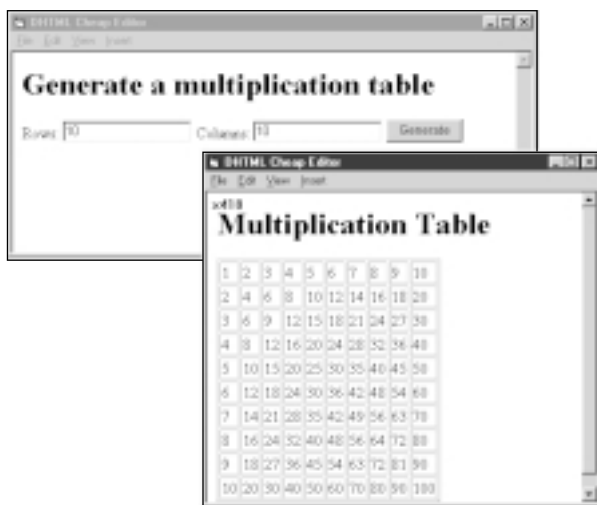 DHTML Cheap Editor
File Edit View Insert
Generate a multiplication table
Rows: 10 Columns: 10 Generate
DHTML Cheap Editor
File Edit View Insert
x410
Multiplication Table
1 2 3 4 5 6 7 8 9 10
2 4 6 8 10 12 14 16 18 20
3 6 9 12 15 18 21 24 27 30
4 8 12 16 20 24 28 32 36 40
5 10 15 20 25 30 35 40 45 50
6 12 18 24 30 36 42 48 54 60
7 14 21 28 35 42 49 56 63 70
8 16 24 32 40 48 56 64 72 80
9 18 27 36 45 54 63 72 81 90
10 20 30 40 50 60 70 80 90 100